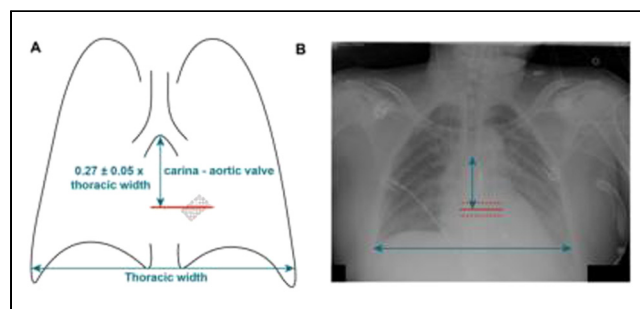 A
B
0.27 ± 0.05 x
thoracic width
carina - aortic valve
Thoracic width